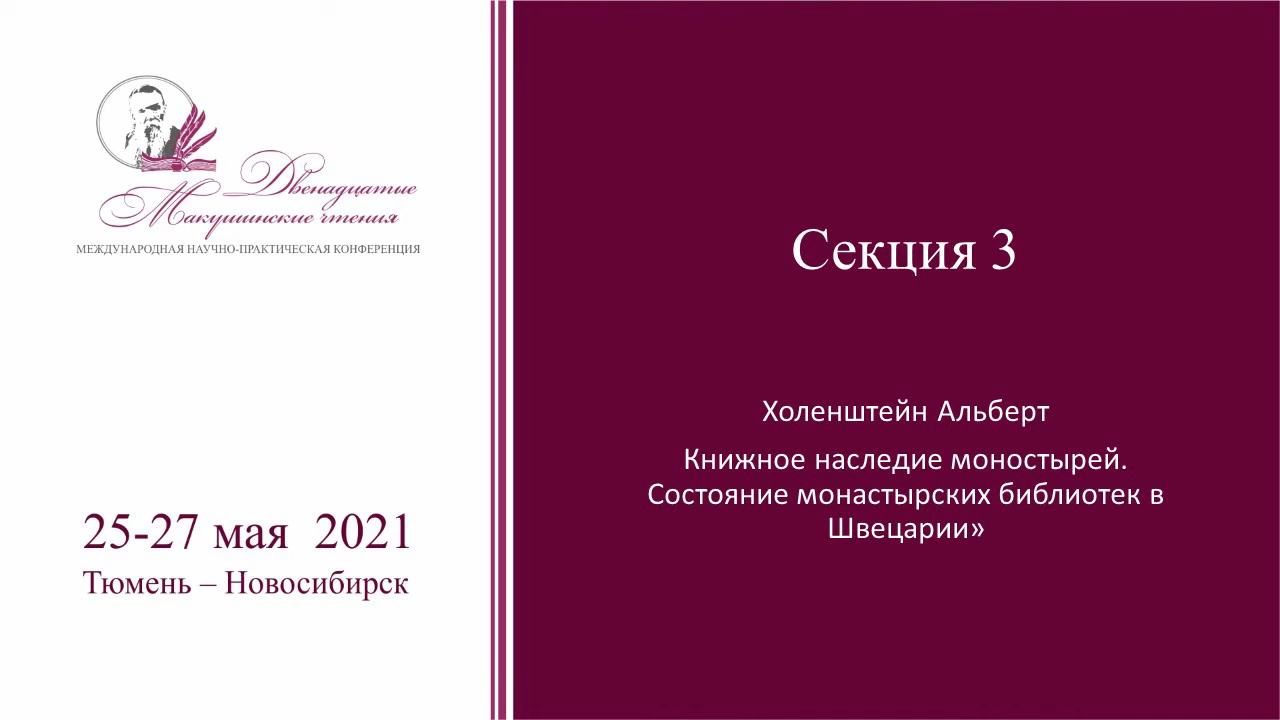 Двенадцатые
Макушинские чтения
МЕЖДУНАРОДНАЯ НАУЧНО-ПРАКТИЧЕСКАЯ КОНФЕРЕНЦИЯ
25-27 мая 2021
Тюмень – Новосибирск
Секция 3
Холенштейн Альберт
Книжное наследие моностырей.
Состояние монастырских библиотек в
Швецарии»